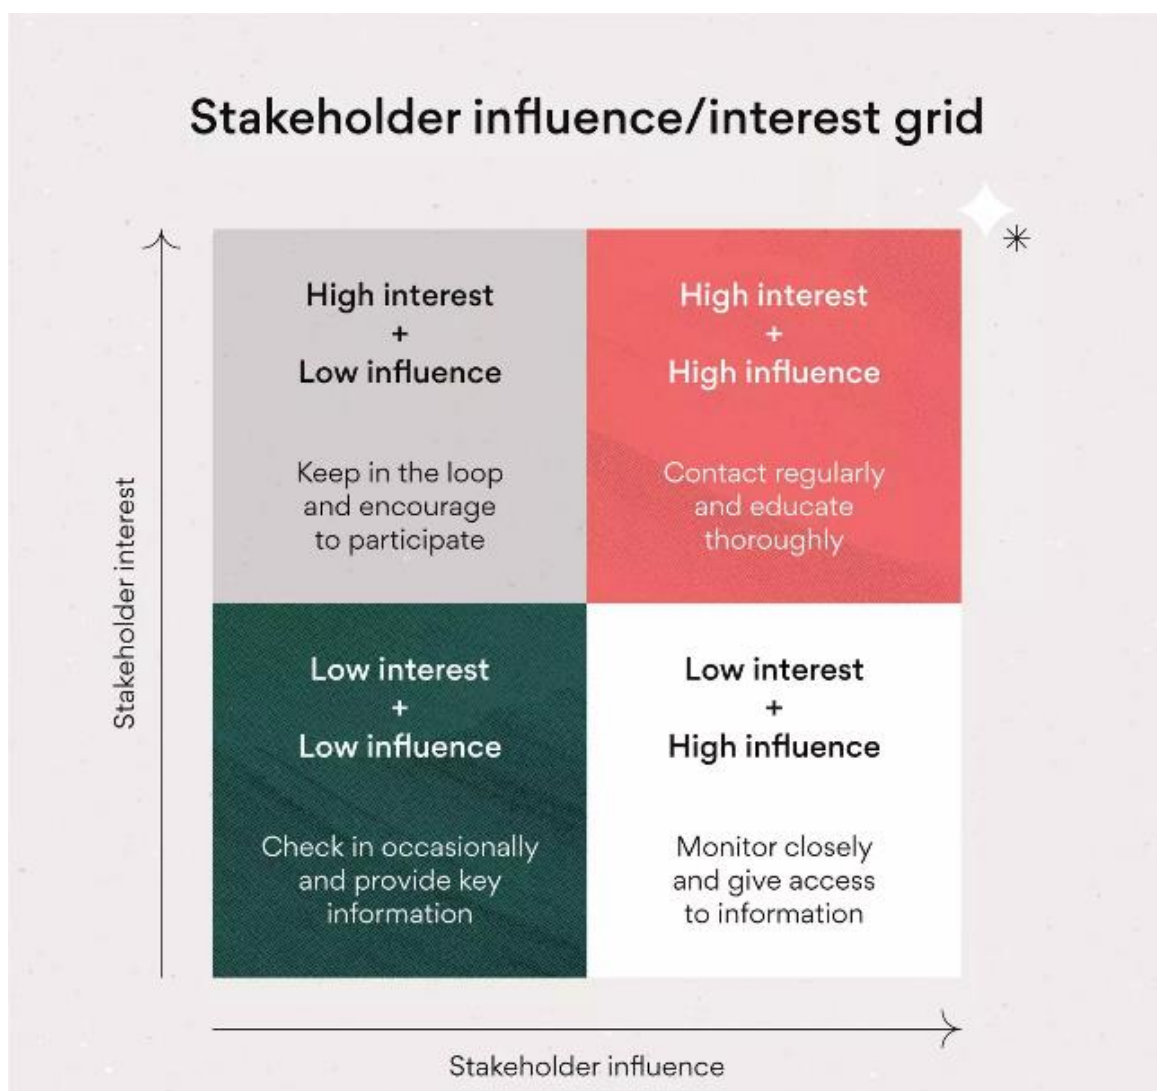 Stakeholder influence/interest grid
High interest
+
Low influence
Keep in the loop
and encourage
to participate
High interest
+
High influence
Contact regularly
and educate
thoroughly
Stakeholder interest
Low interest
+
Low influence
Check in occasionally
and provide key
information
Low interest
+
High influence
Monitor closely
and give access
to information
Stakeholder influence